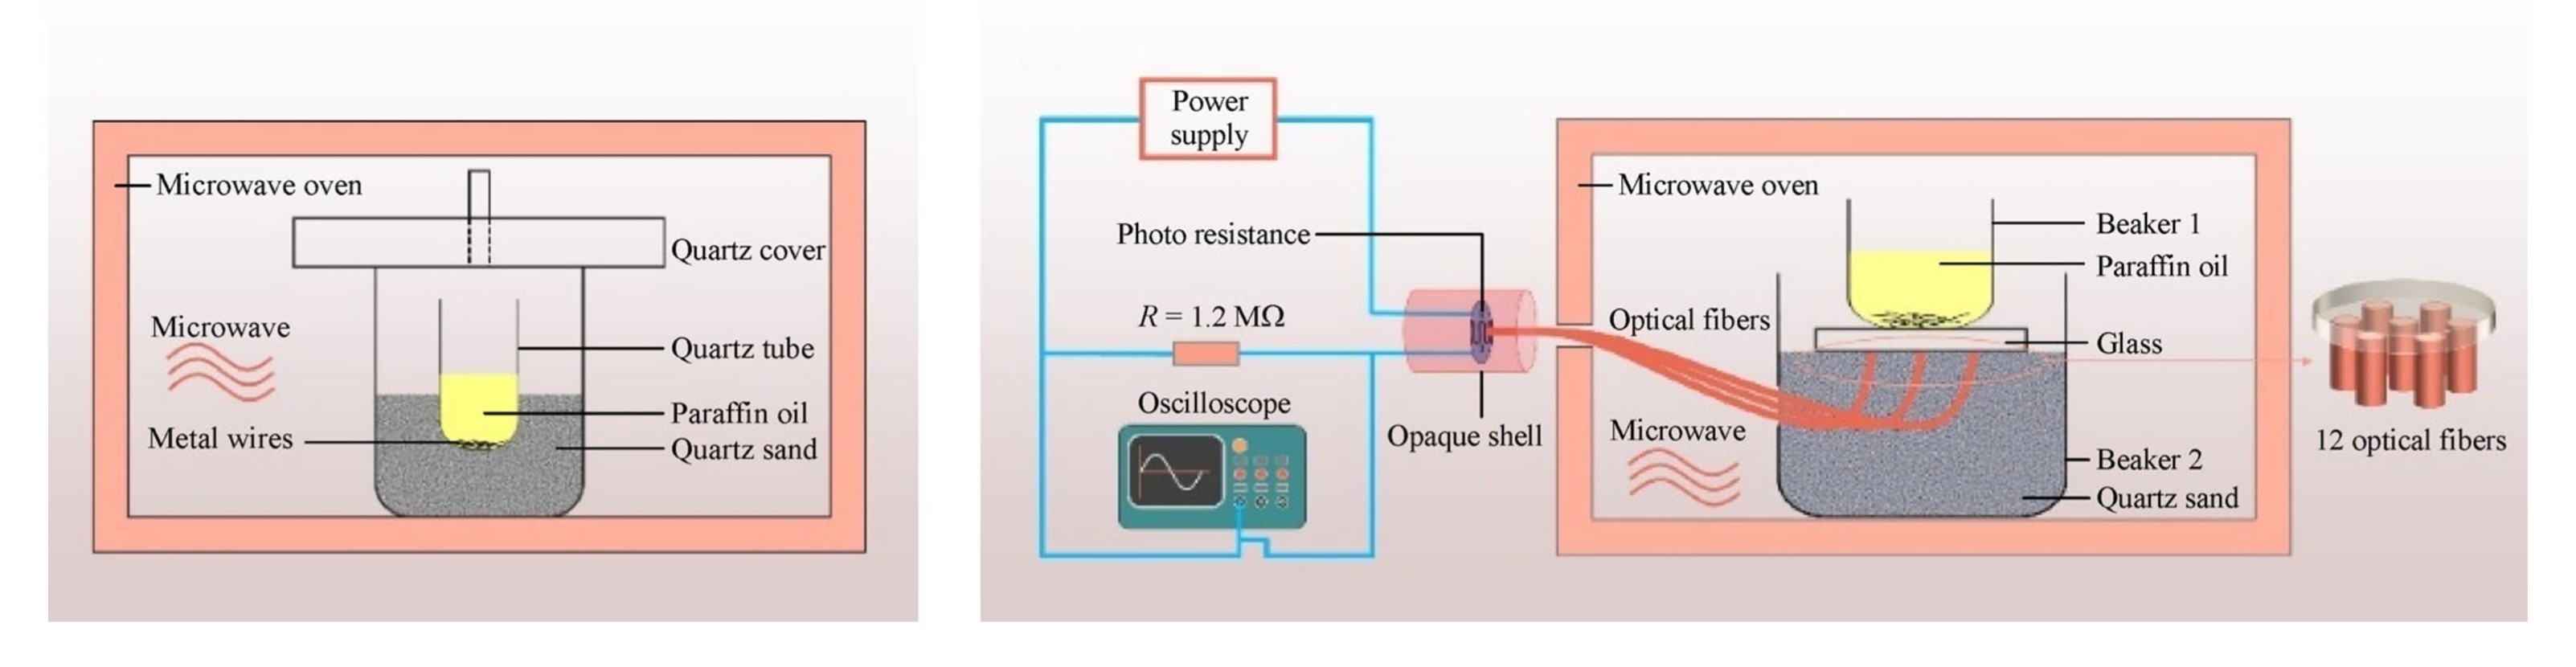 Microwave oven
Quartz cover
Microwave
Quartz tube
Paraffin oil
Metal wires
Quartz sand
Power
supply
Photo resistance
R = 1.2 MΩ
Oscilloscope
Opaque shell
Microwave oven
Beaker 1
Paraffin oil
Optical fibers
Glass
Microwave
Beaker 2
Quartz sand
12 optical fibers